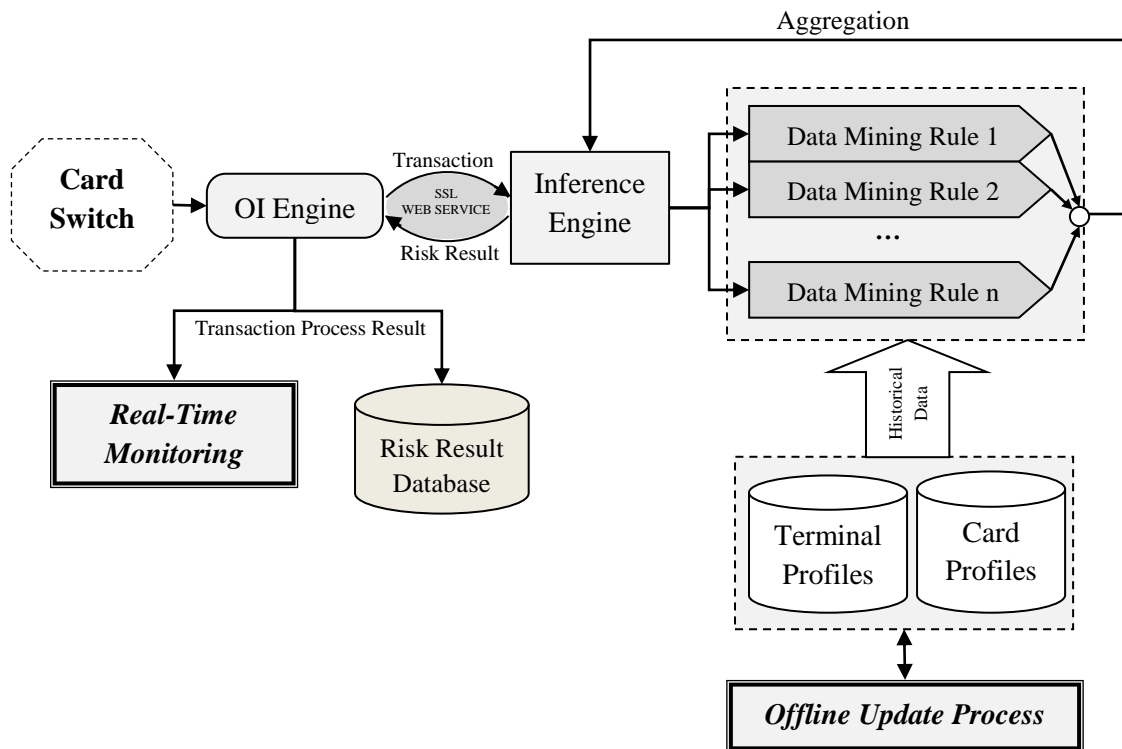 Aggregation
Card
Switch
OI Engine
Transaction
SSL
WEB SERVICE
Risk Result
Inference
Engine
Data Mining Rule 1
Data Mining Rule 2
...
Data Mining Rule n
Transaction Process Result
Real-Time
Monitoring
Risk Result
Database
Historical
Data
Terminal
Profiles
Card
Profiles
Offline Update Process